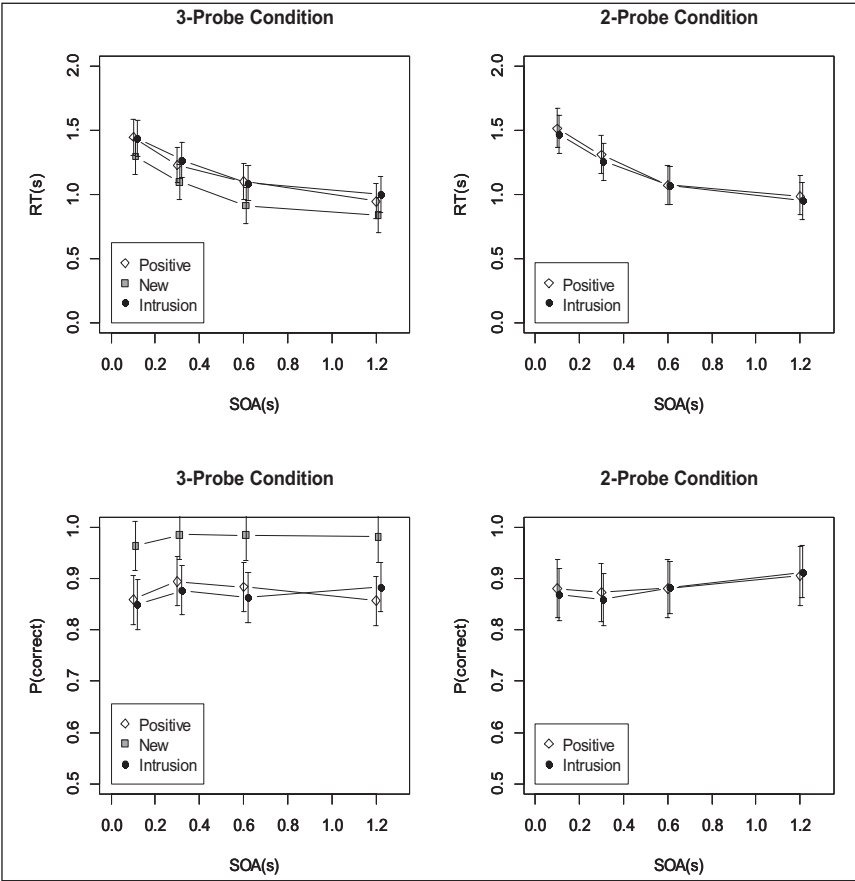 3-Probe Condition
2.0
1.5
1.0
0.5
0.0
RT(s)
Positive
New
Intrusion
0.0 0.2 0.4 0.6 0.8 1.0 1.2
SOA(s)
2-Probe Condition
2.0
1.5
1.0
0.5
0.0
RT(s)
Positive
Intrusion
0.0 0.2 0.4 0.6 0.8 1.0 1.2
SOA(s)
3-Probe Condition
1.0
0.9
0.8
0.7
0.6
0.5
P(correct)
Positive
New
Intrusion
0.0 0.2 0.4 0.6 0.8 1.0 1.2
SOA(s)
2-Probe Condition
1.0
0.9
0.8
0.7
0.6
0.5
P(correct)
Positive
Intrusion
0.0 0.2 0.4 0.6 0.8 1.0 1.2
SOA(s)